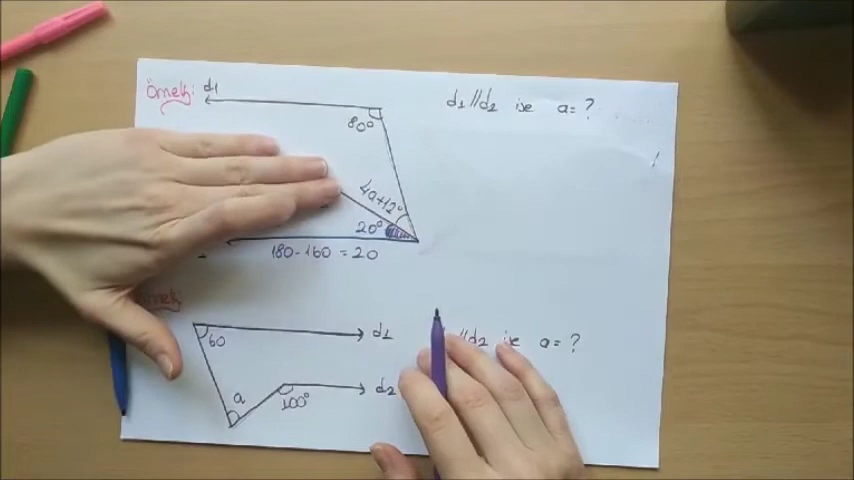 Örnek: d1
d1//d2 ise a=?
80°
4a+12°
20°
180-160=20
60
d1
//d2 ise a=?
a
100°
d2